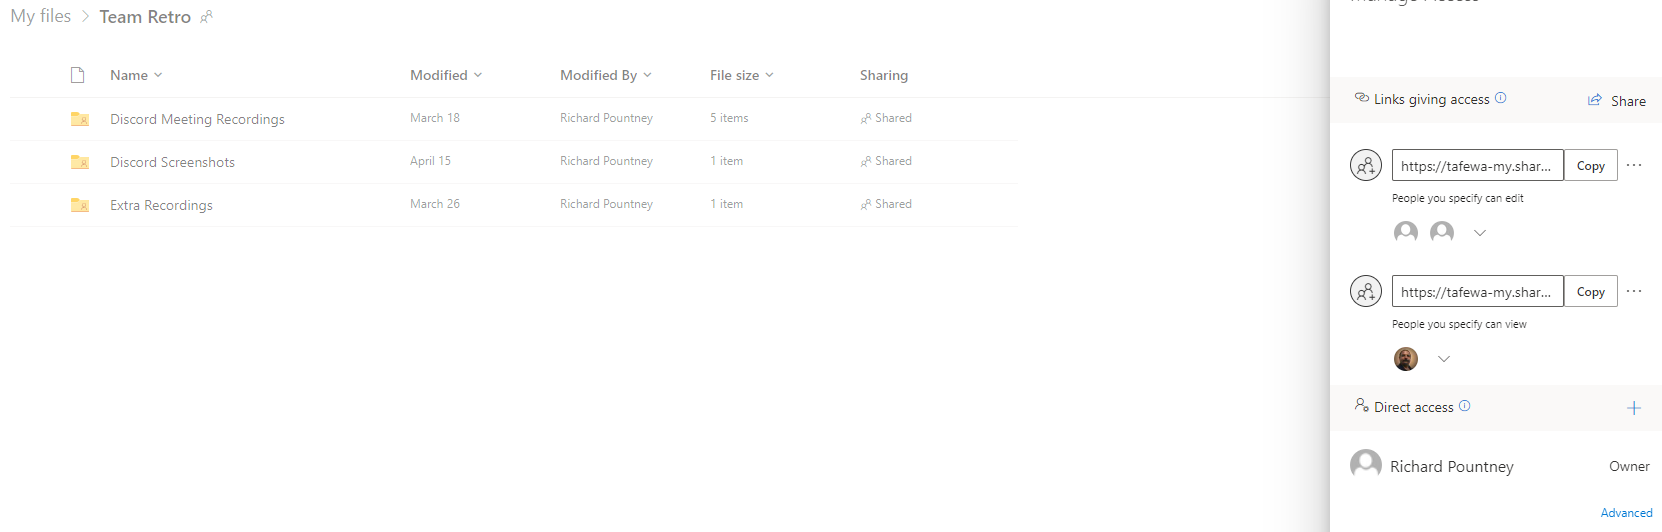 My files > Team Retro
Name Modified Modified By File size Sharing
Discord Meeting Recordings March 18 Richard Pountney 5 items Shared
Discord Screenshots April 15 Richard Pountney 1 item Shared
Extra Recordings March 26 Richard Pountney 1 item Shared
Manage Access
Links giving access Share
https://tafewa-my.shar... Copy ...
People you specify can edit
https://tafewa-my.shar... Copy ...
People you specify can view
Direct access
Richard Pountney Owner
Advanced